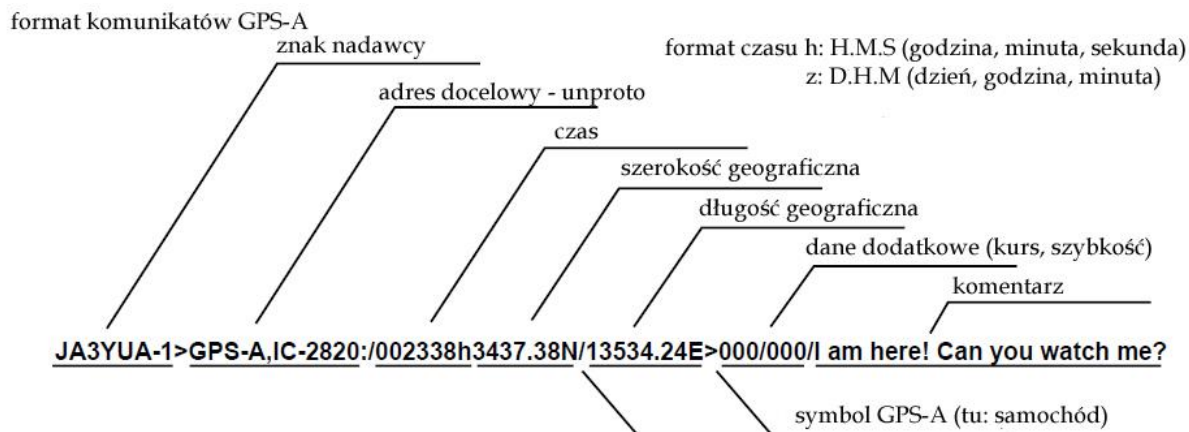 format komunikatów GPS-A
znak nadawcy
format czasu h: H.M.S (godzina, minuta, sekunda)
z: D.H.M (dzień, godzina, minuta)
adres docelowy - unproto
czas
szerokość geograficzna
długość geograficzna
dane dodatkowe (kurs, szybkość)
komentarz
JA3YUA-1>GPS-A,IC-2820:/002338h3437.38N/13534.24E>000/000/I am here! Can you watch me?
symbol GPS-A (tu: samochód)